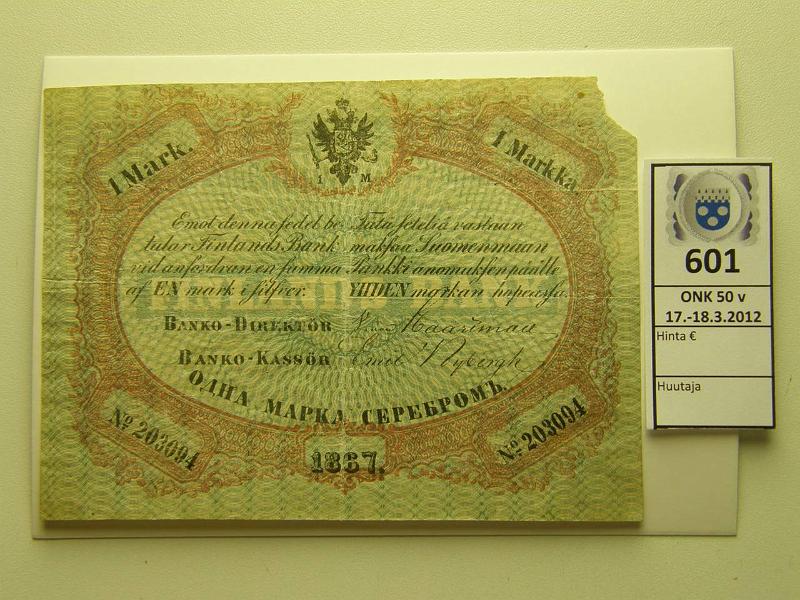 1 Mark.
1 Markka.
1 M
Emot denna sedel be
talar Finlands Bank
vid anfordran en summa
af EN mark i silfver.
Tätä seteliä vastaan
maksaa Suomenmaan
Pankki anomuksen päälle
YHDEN markan hopeassa.
BANKO-DIREKTÖR
BANKO-KASSÖR
ОДНА МАРКА СЕРЕБРОМЪ.
No 203094
1867.
No 203094
601
ONK 50 v
17.-18.3.2012
Hinta €
Huutaja